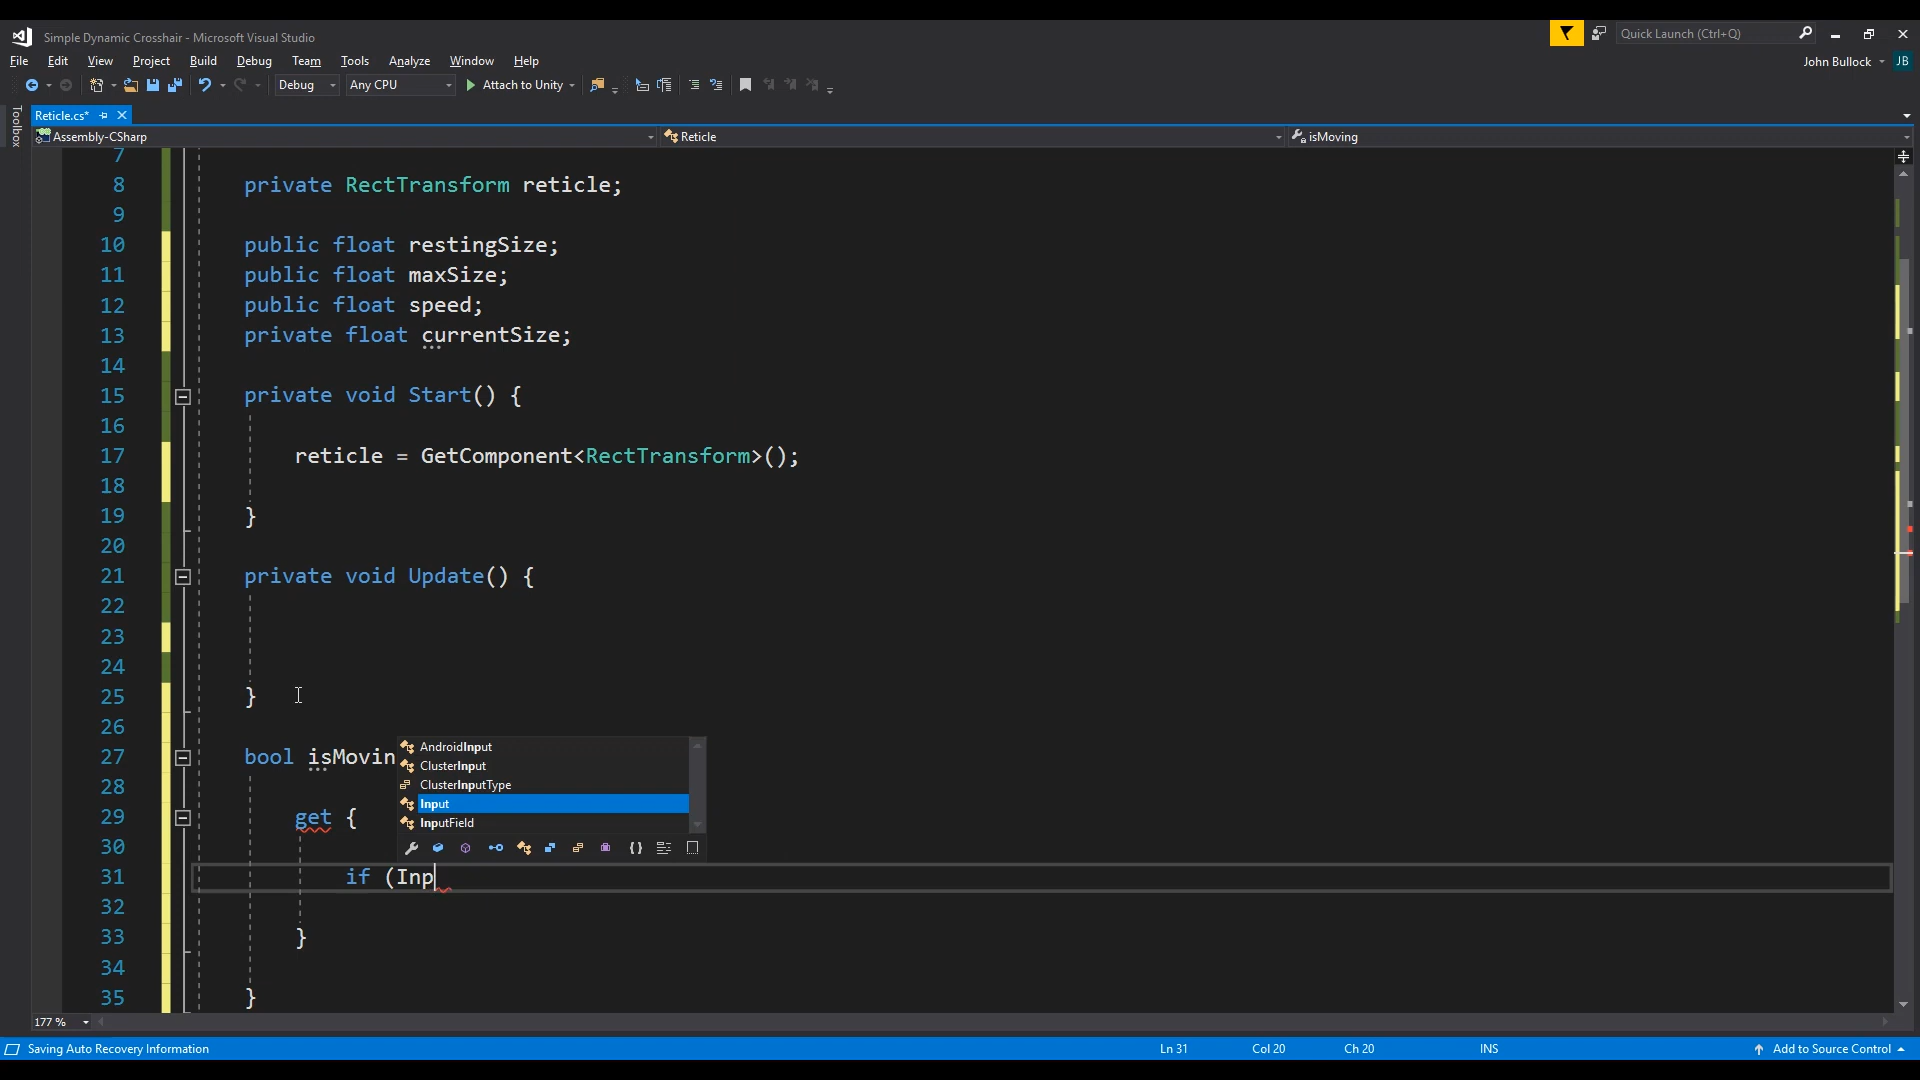 Simple Dynamic Crosshair - Microsoft Visual Studio
Quick Launch (Ctrl+Q)
File Edit View Project Build Debug Team Tools Analyze Window Help
John Bullock JB
Debug Any CPU Attach to Unity
Toolbox
Reticle.cs*
Assembly-CSharp Reticle isMoving
7
8 private RectTransform reticle;
9
10 public float restingSize;
11 public float maxSize;
12 public float speed;
13 private float currentSize;
14
15 private void Start() {
16
17 reticle = GetComponent<RectTransform>();
18
19 }
20
21 private void Update() {
22
23
24
25 }
26
27 bool isMovin
AndroidInput
ClusterInput
ClusterInputType
Input
InputField
28
29 get {
30
31 if (Inp
32
33 }
34
35 }
177 %
Saving Auto Recovery Information Ln 31 Col 20 Ch 20 INS Add to Source Control